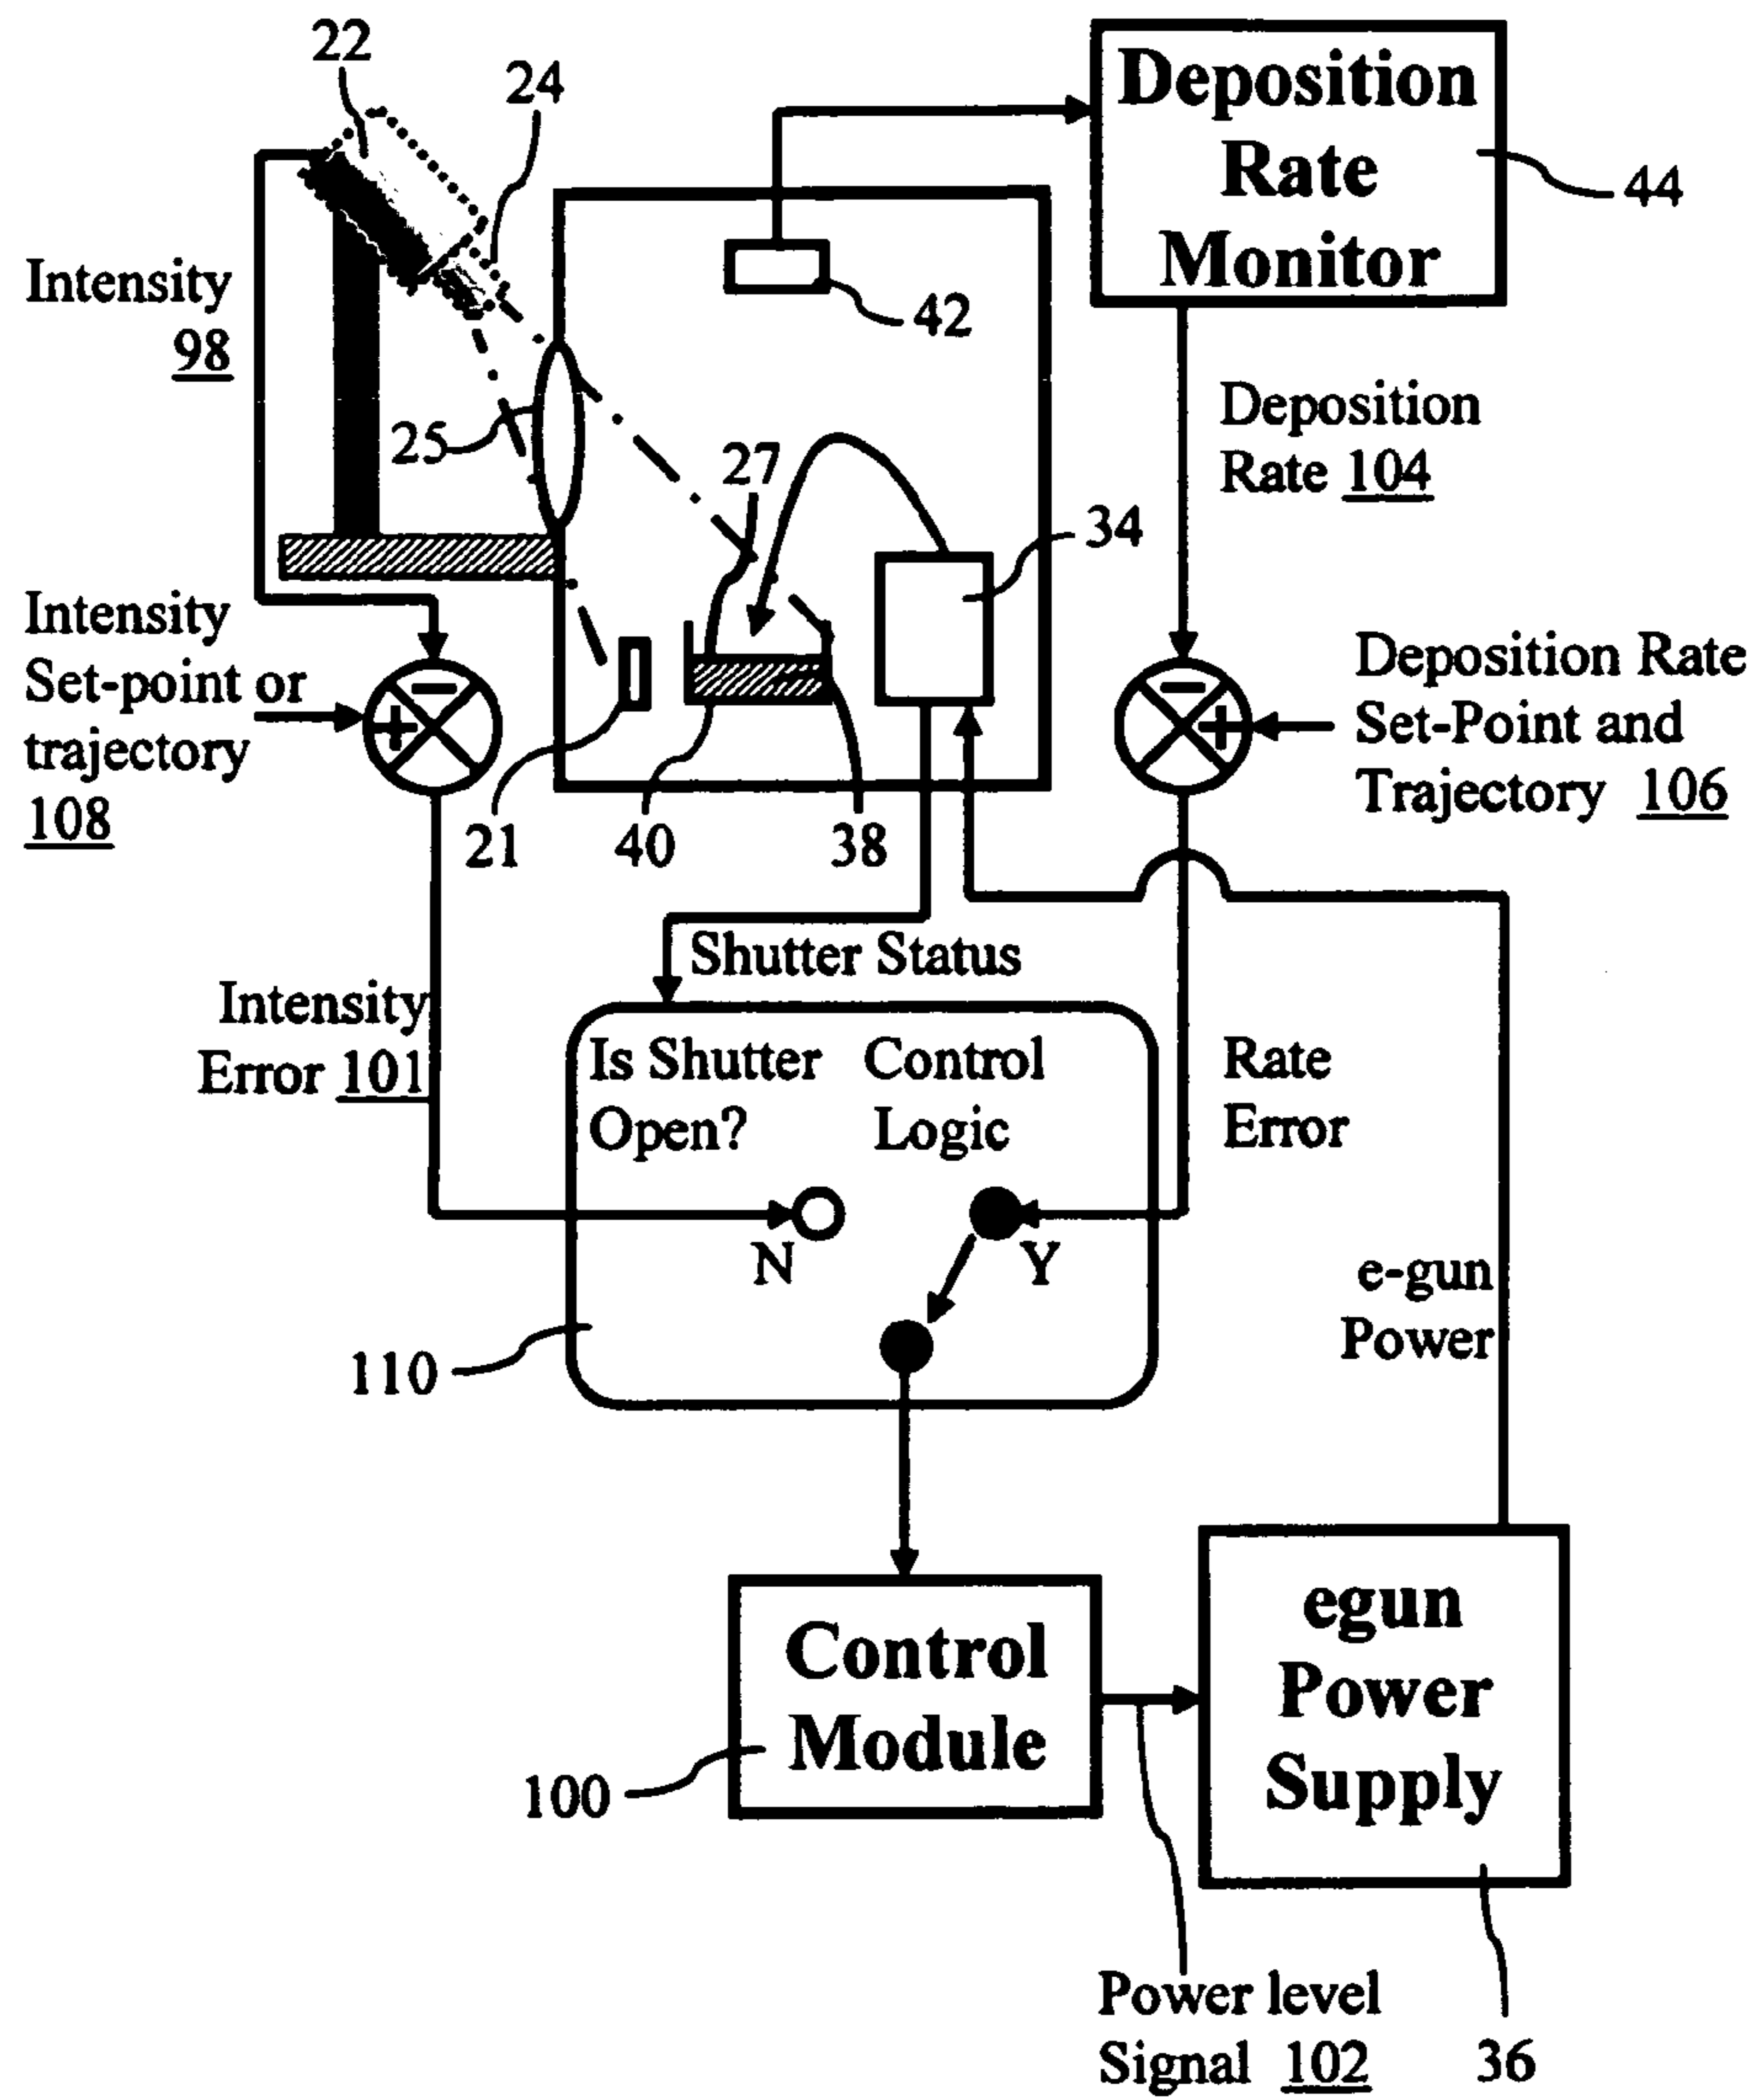 22
24
Deposition
Rate
Monitor
44
Intensity
98
42
25
27
Deposition
Rate 104
34
Intensity
Set-point or
trajectory
108
−
+
−
+
Deposition Rate
Set-Point and
Trajectory 106
21
40
38
Shutter Status
Intensity
Error 101
Is Shutter
Open?
Control
Logic
Rate
Error
N
Y
e-gun
Power
110
Control
Module
100
egun
Power
Supply
Power level
Signal 102
36